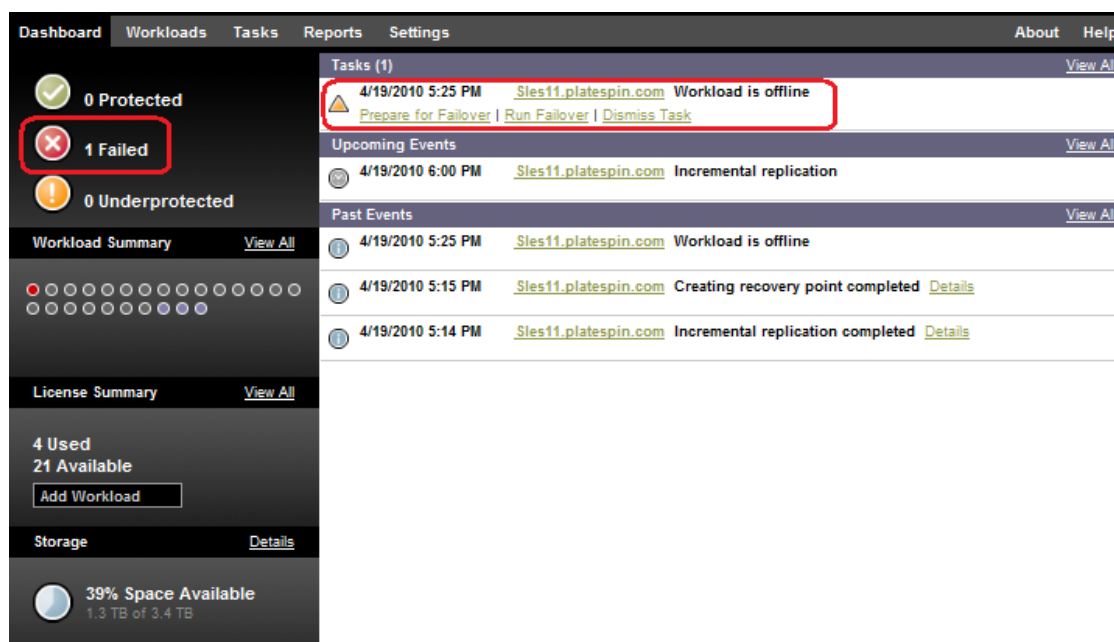 Dashboard Workloads Tasks Reports Settings About Help
0 Protected
1 Failed
0 Underprotected
Workload Summary View All
License Summary View All
4 Used
21 Available
Add Workload
Storage Details
39% Space Available
1.3 TB of 3.4 TB
Tasks (1) View All
4/19/2010 5:25 PM Sles11.platespin.com Workload is offline
Prepare for Failover | Run Failover | Dismiss Task
Upcoming Events View All
4/19/2010 6:00 PM Sles11.platespin.com Incremental replication
Past Events View All
4/19/2010 5:25 PM Sles11.platespin.com Workload is offline
4/19/2010 5:15 PM Sles11.platespin.com Creating recovery point completed Details
4/19/2010 5:14 PM Sles11.platespin.com Incremental replication completed Details